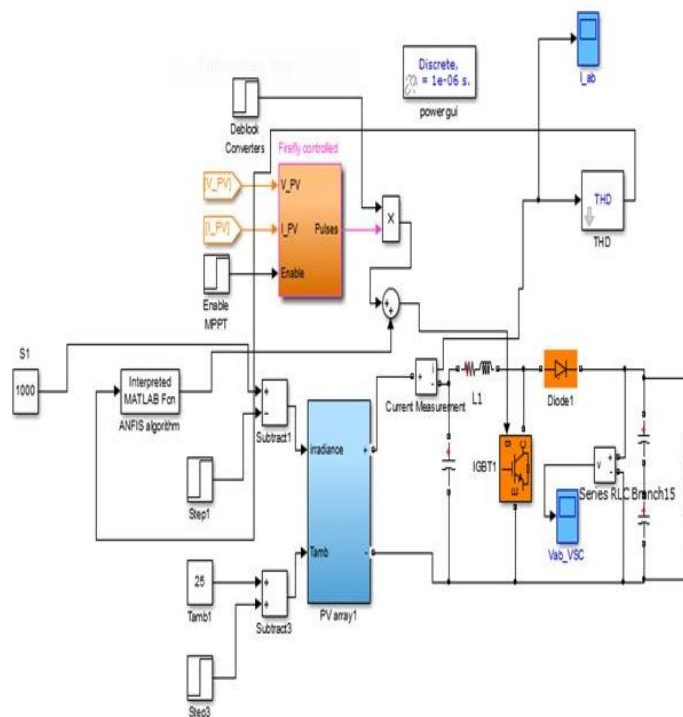 I_ab
Discrete,
= 1e-06 s.
powergui
Deblock
Converters
Firefly controlled
[V_PV]
V_PV
[I_PV]
I_PV
Pulses
Enable
Enable
MPPT
X
THD
THD
S1
1000
Interpreted
MATLAB Fcn
ANFIS algorithm
Subtract1
Step1
i
Current Measurement
L1
Diode1
g
C
E
IGBT1
v
Series RLC Branch15
Vab_VSC
irradiance
Tamb
PV array1
25
Tamb1
Subtract3
Step3